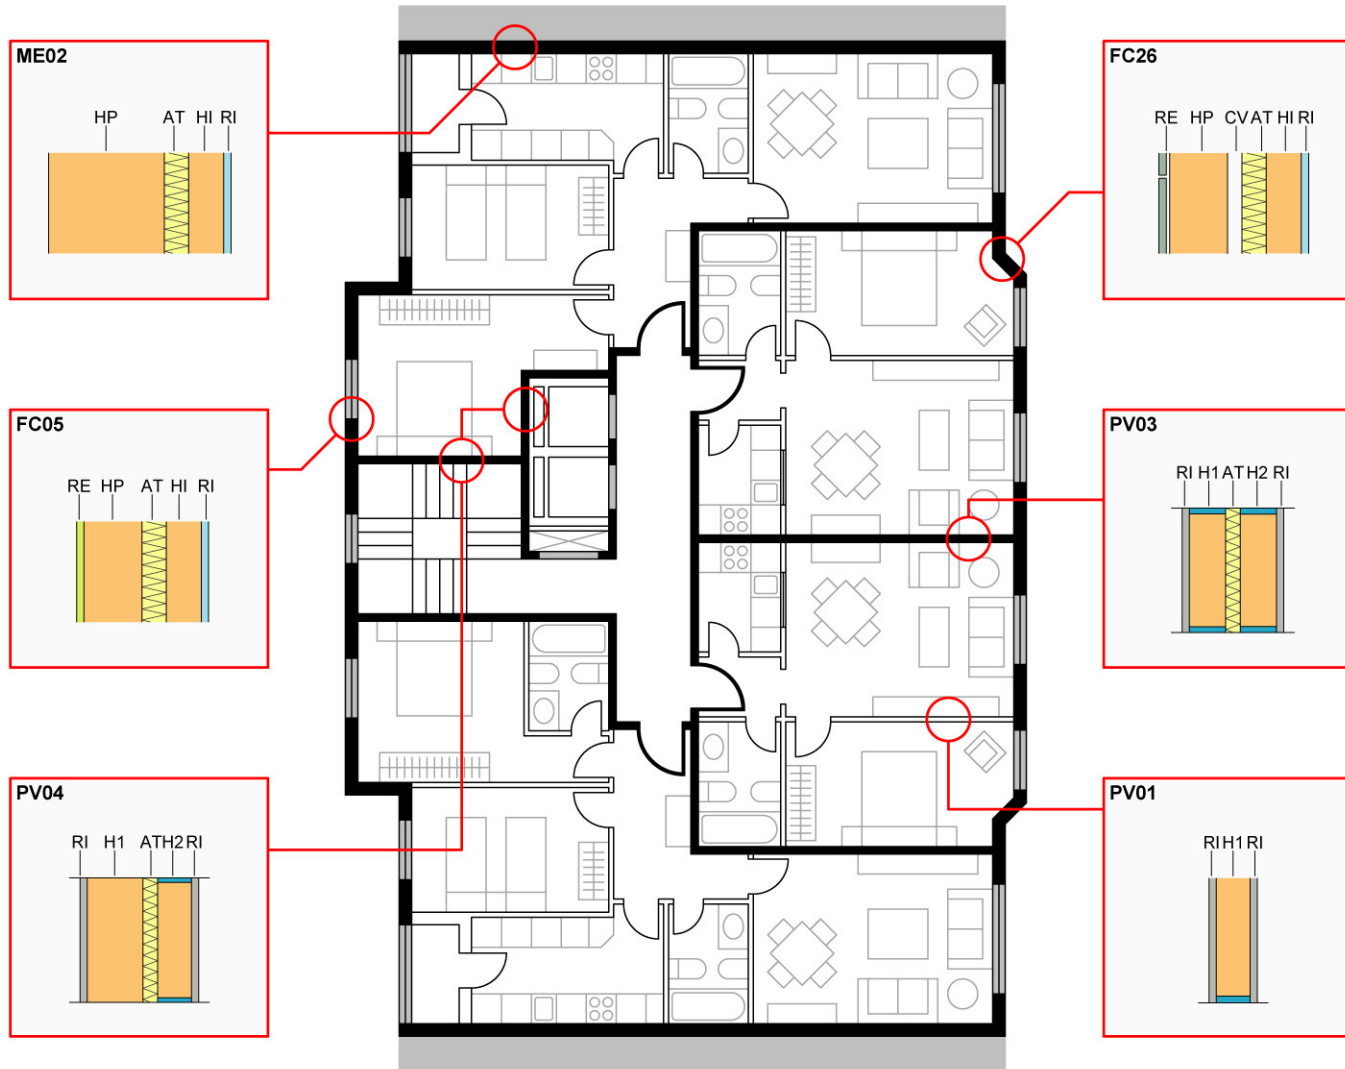 ME02
HP AT HI RI
FC26
RE HP CV AT HI RI
FC05
RE HP AT HI RI
PV03
RI H1 AT H2 RI
PV04
RI H1 AT H2 RI
PV01
RI H1 RI